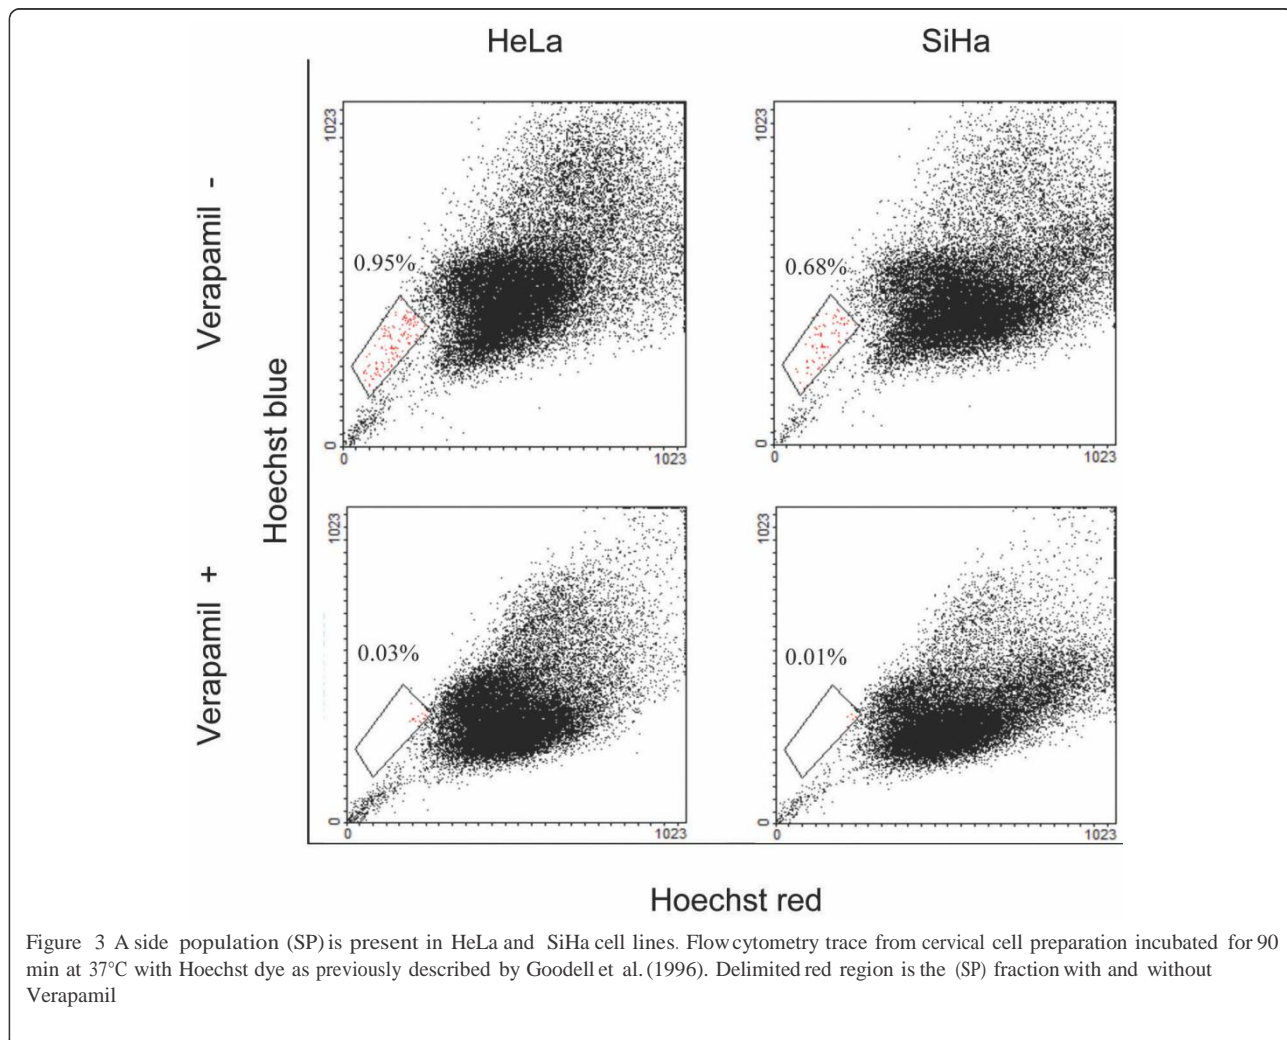 HeLa
SiHa
Verapamil -
Verapamil +
Hoechst blue
1023
0.95%
0
0
1023
1023
0.68%
0
0
1023
1023
0.03%
0
0
1023
1023
0.01%
0
0
1023
Hoechst red
Figure 3 A side population (SP) is present in HeLa and SiHa cell lines. Flow cytometry trace from cervical cell preparation incubated for 90
min at 37°C with Hoechst dye as previously described by Goodell et al. (1996). Delimited red region is the (SP) fraction with and without
Verapamil